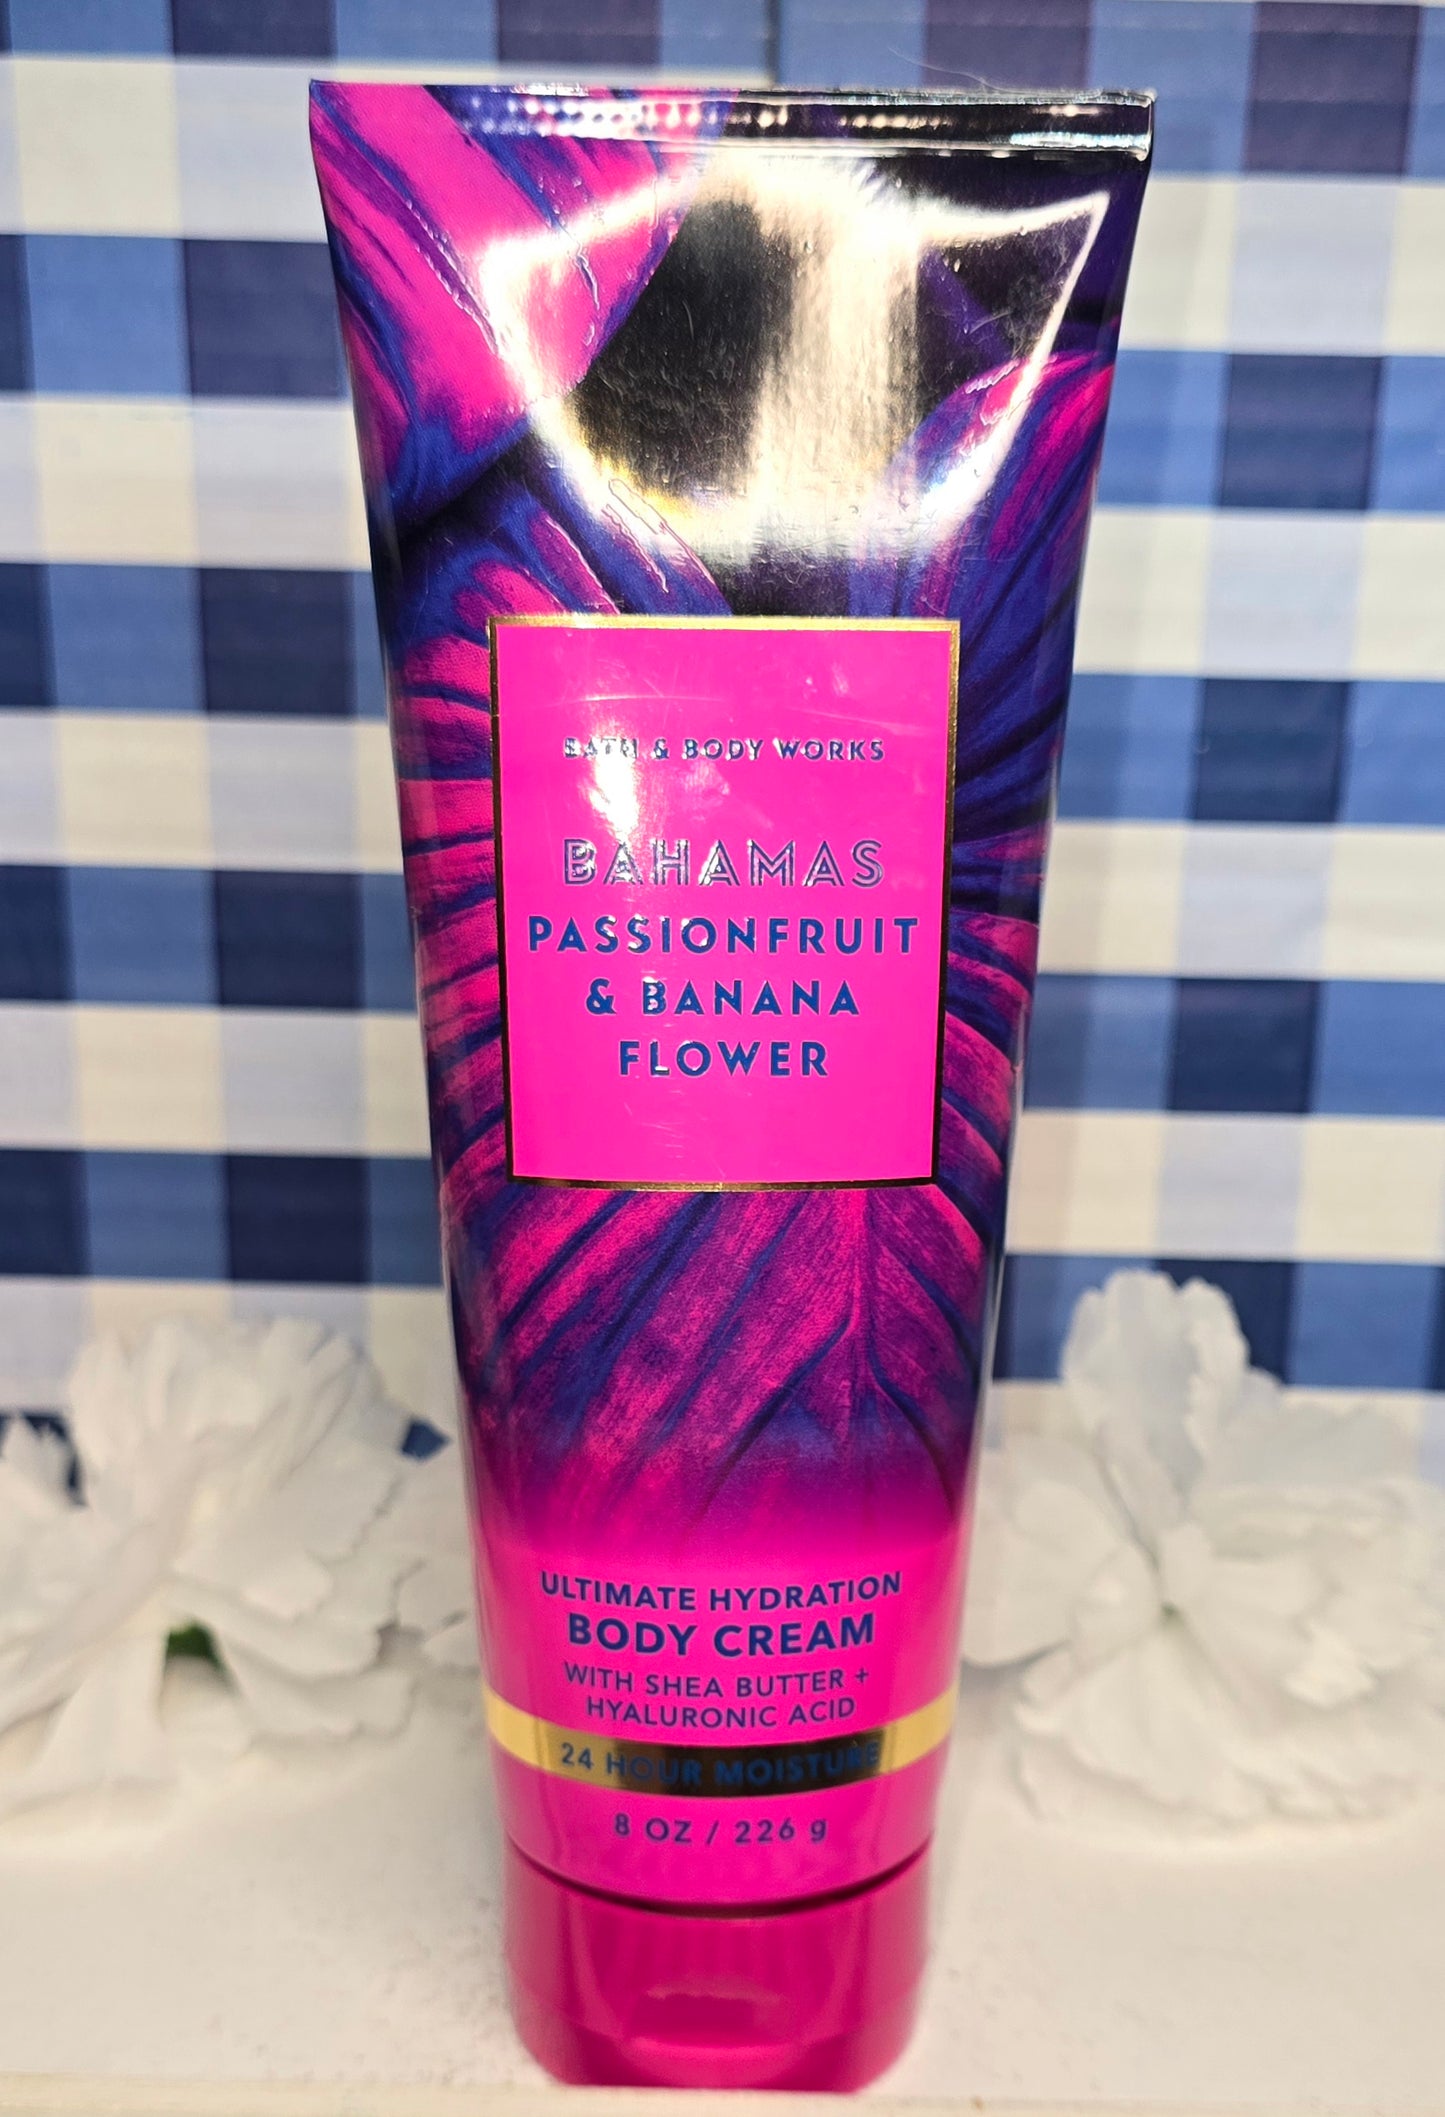 BATH & BODY WORKS
BAHAMAS
PASSIONFRUIT
& BANANA
FLOWER
ULTIMATE HYDRATION
BODY CREAM
WITH SHEA BUTTER +
HYALURONIC ACID
24 HOUR MOISTURE
8 OZ / 226 g